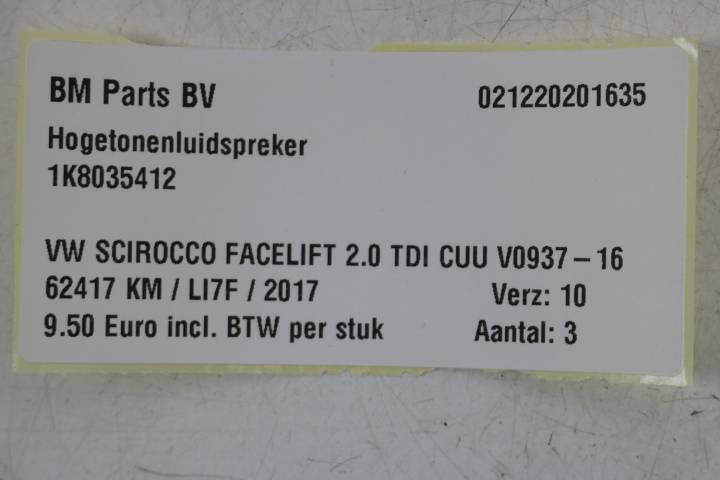 BM Parts BV 021220201635
Hogetonenluidspreker
1K8035412
VW SCIROCCO FACELIFT 2.0 TDI CUU V0937-16
62417 KM / LI7F / 2017 Verz: 10
9.50 Euro incl. BTW per stuk Aantal: 3